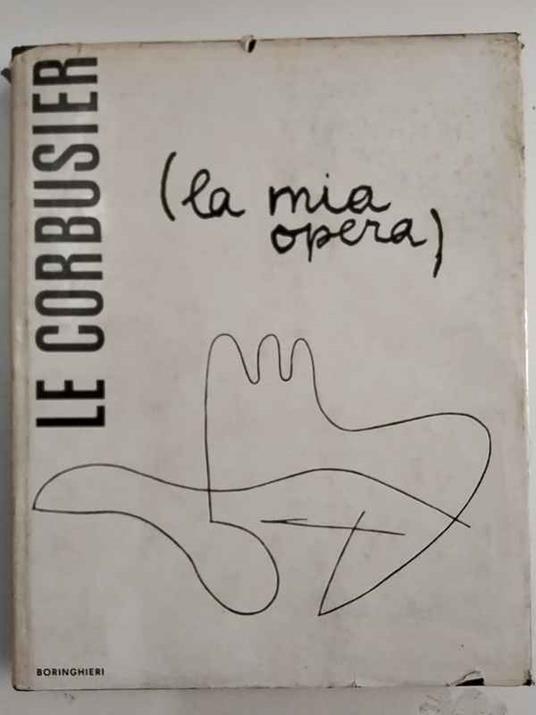 LE CORBUSIER
(la mia
opera)
BORINGHIERI